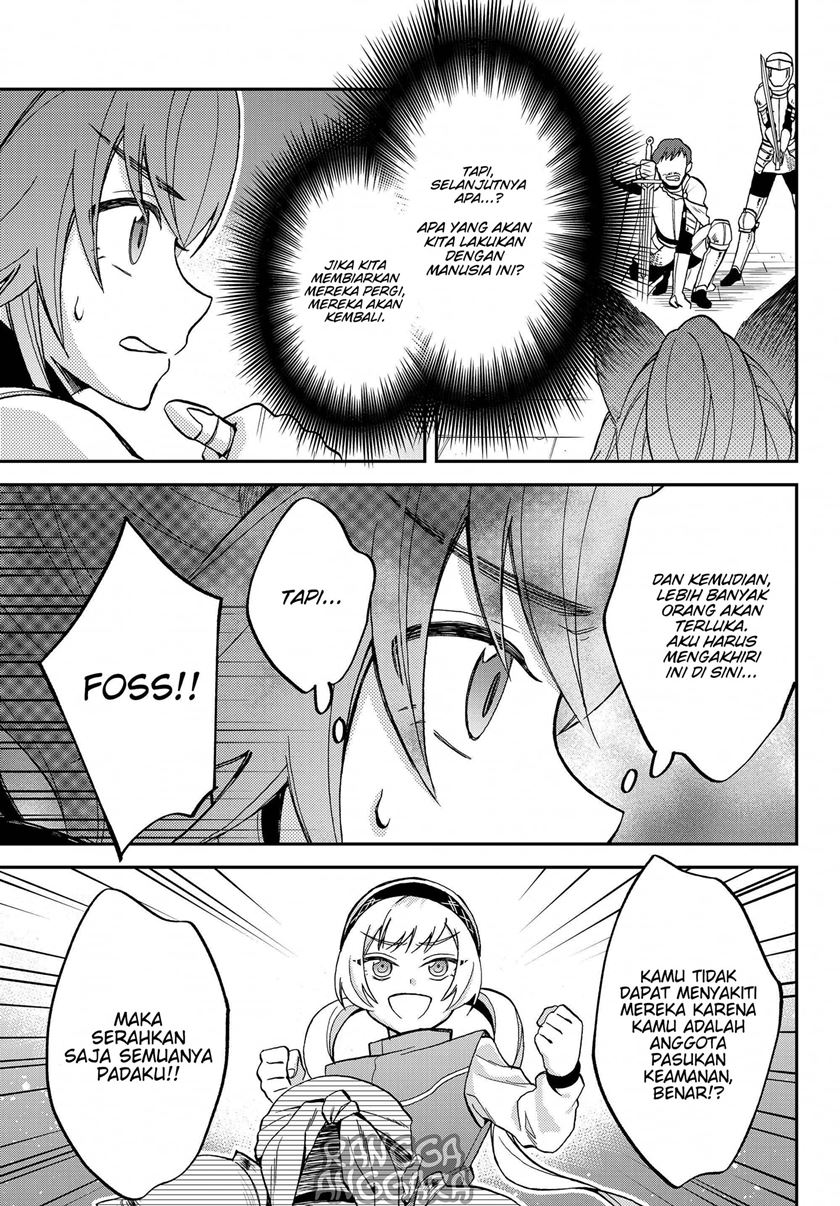 TAPI,
SELANJUTNYA
APA...?
APA YANG AKAN
KITA LAKUKAN
DENGAN
MANUSIA INI?
JIKA KITA
MEMBIARKAN
MEREKA PERGI,
MEREKA AKAN
KEMBALI.
DAN KEMUDIAN,
LEBIH BANYAK
ORANG AKAN
TERLUKA.
AKU HARUS
MENGAKHIRI
INI DI SINI...
TAPI...
FOSS!!
KAMU TIDAK
DAPAT MENYAKITI
MEREKA KARENA
KAMU ADALAH
ANGGOTA
PASUKAN
KEAMANAN,
BENAR!?
MAKA
SERAHKAN
SAJA SEMUANYA
PADAKU!!
RANGGA
ANGGARA